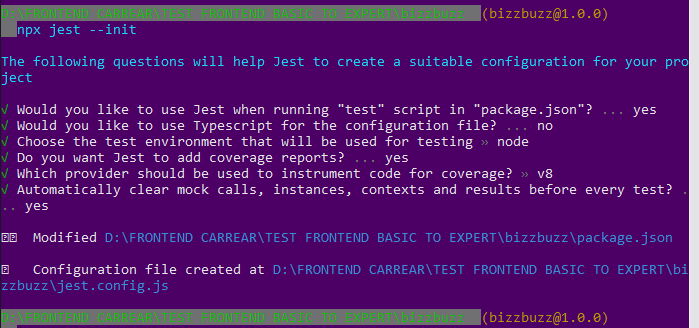 D:\FRONTEND CARREAR\TEST FRONTEND BASIC TO EXPERT\bizzbuzz (bizzbuzz@1.0.0)
npx jest --init
The following questions will help Jest to create a suitable configuration for your pro
ject
√ Would you like to use Jest when running "test" script in "package.json"? ... yes
√ Would you like to use Typescript for the configuration file? ... no
√ Choose the test environment that will be used for testing » node
√ Do you want Jest to add coverage reports? ... yes
√ Which provider should be used to instrument code for coverage? » v8
√ Automatically clear mock calls, instances, contexts and results before every test? .
.. yes
Modified D:\FRONTEND CARREAR\TEST FRONTEND BASIC TO EXPERT\bizzbuzz\package.json
Configuration file created at D:\FRONTEND CARREAR\TEST FRONTEND BASIC TO EXPERT\bi
zzbuzz\jest.config.js
D:\FRONTEND CARREAR\TEST FRONTEND BASIC TO EXPERT\bizzbuzz (bizzbuzz@1.0.0)